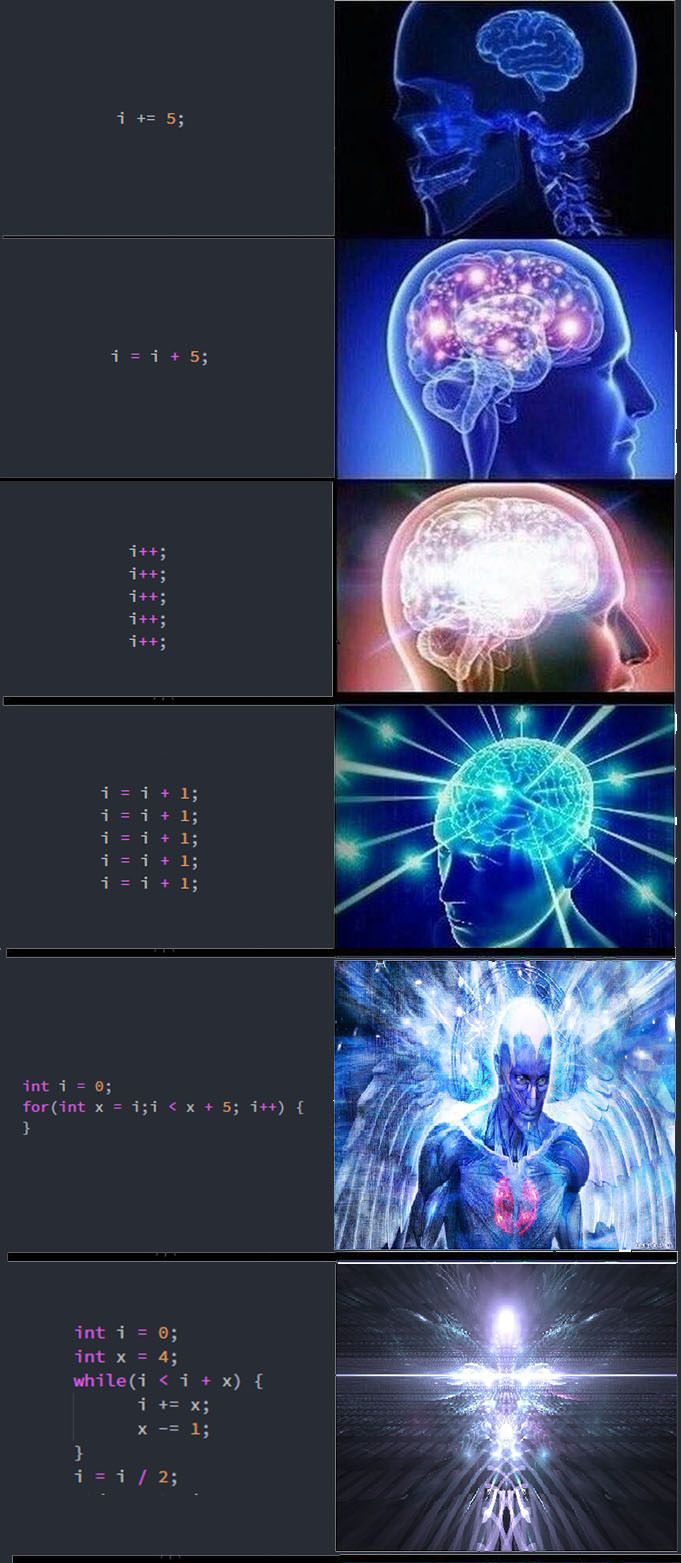 i += 5;
i = i + 5;
i++;
i++;
i++;
i++;
i++;
i = i + 1;
i = i + 1;
i = i + 1;
i = i + 1;
i = i + 1;
int i = 0;
for(int x = i;i < x + 5; i++) {
}
int i = 0;
int x = 4;
while(i < i + x) {
i += x;
x -= 1;
}
i = i / 2;